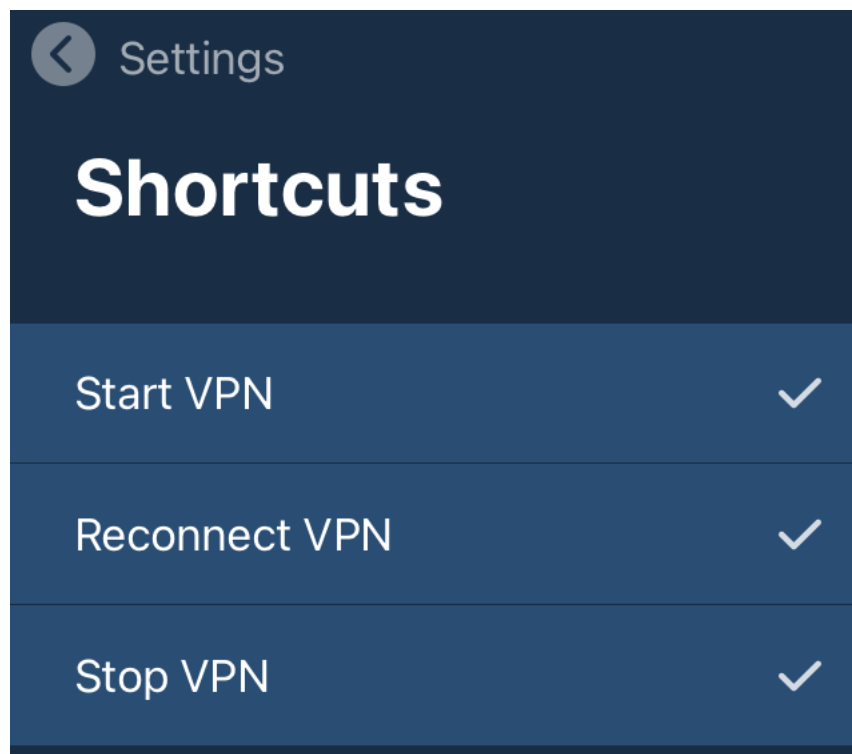 Settings
Shortcuts
Start VPN
Reconnect VPN
Stop VPN